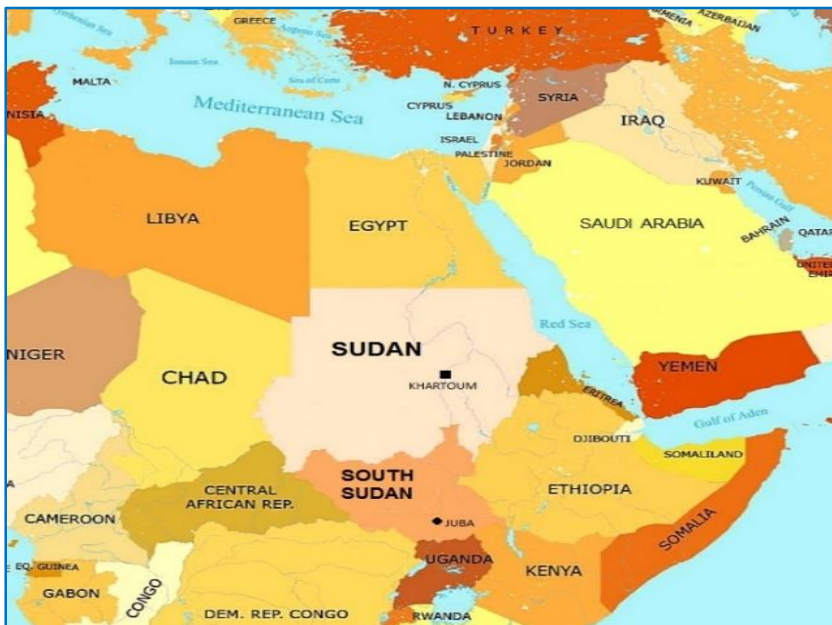 GREECE
ARMENIA
AZERBAIJAN
TURKEY
Tyrrhenian Sea
Aegean Sea
Ionian Sea
MALTA
Sea of Crete
N. CYPRUS
SYRIA
CYPRUS
Mediterranean Sea
LEBANON
IRAQ
NISIA
ISRAEL
PALESTINE
JORDAN
KUWAIT
Persian Gulf
LIBYA
EGYPT
SAUDI ARABIA
BAHRAIN
QATAR
UNITED
EMIR
Red Sea
SUDAN
NIGER
CHAD
KHARTOUM
YEMEN
ERITREA
Gulf of Aden
DJIBOUTI
SOMALILAND
SOUTH
SUDAN
CENTRAL
AFRICAN REP.
ETHIOPIA
CAMEROON
JUBA
SOMALIA
UGANDA
EQ. GUINEA
KENYA
GABON
CONGO
DEM. REP. CONGO
RWANDA